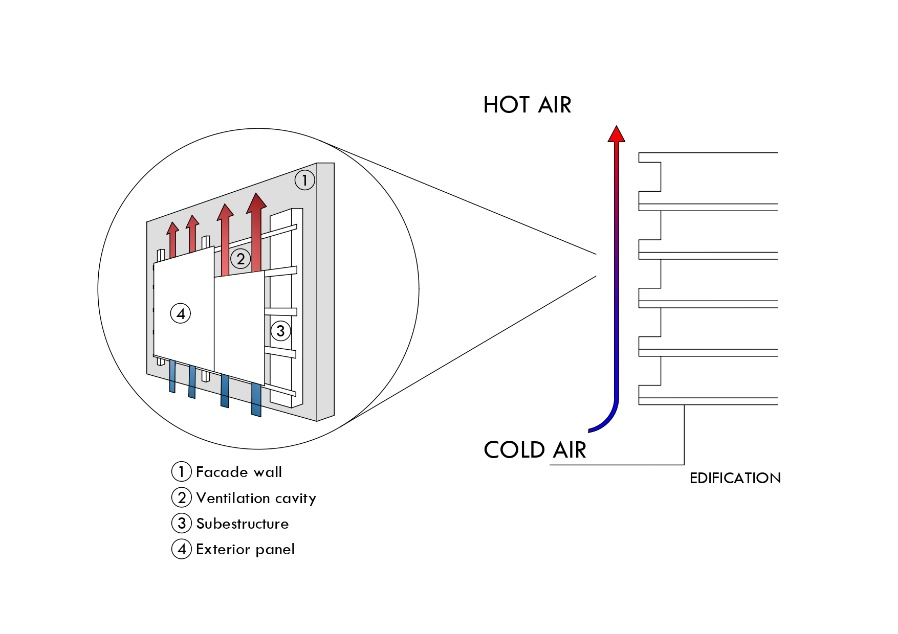 HOT AIR
1
2
4
3
COLD AIR
EDIFICATION
1 Facade wall
2 Ventilation cavity
3 Subestructure
4 Exterior panel